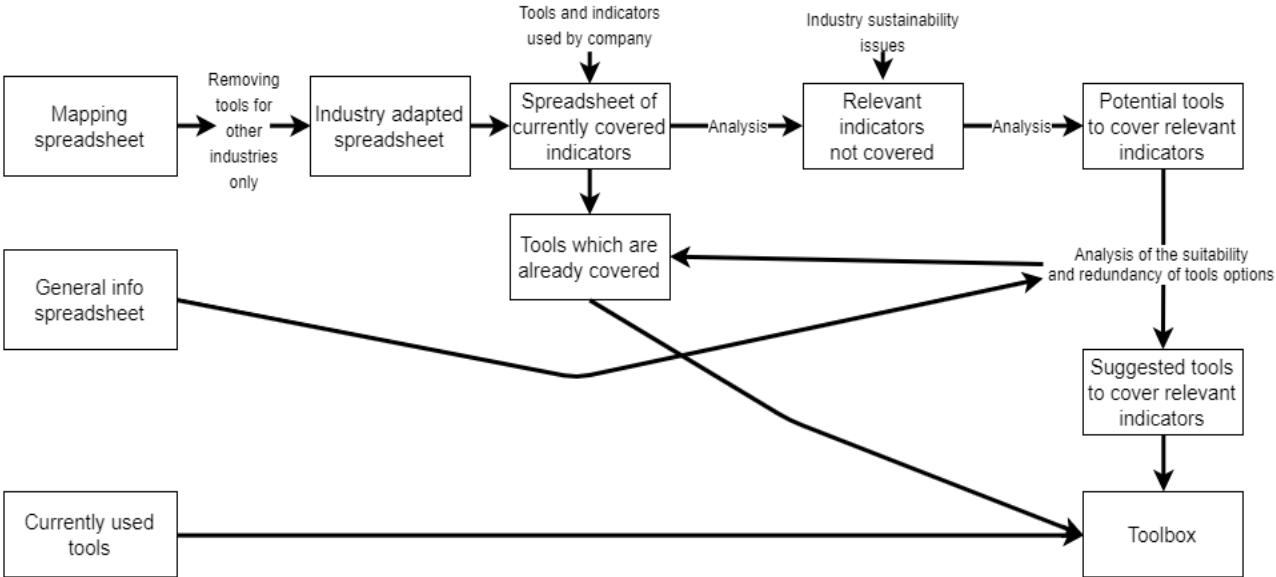 Tools and indicators
used by company
Industry sustainability
issues
Mapping
spreadsheet
Removing
tools for
other
industries
only
Industry adapted
spreadsheet
Spreadsheet of
currently covered
indicators
Analysis
Relevant
indicators
not covered
Analysis
Potential tools
to cover relevant
indicators
Tools which are
already covered
General info
spreadsheet
Analysis of the suitability
and redundancy of tools options
Suggested tools
to cover relevant
indicators
Currently used
tools
Toolbox